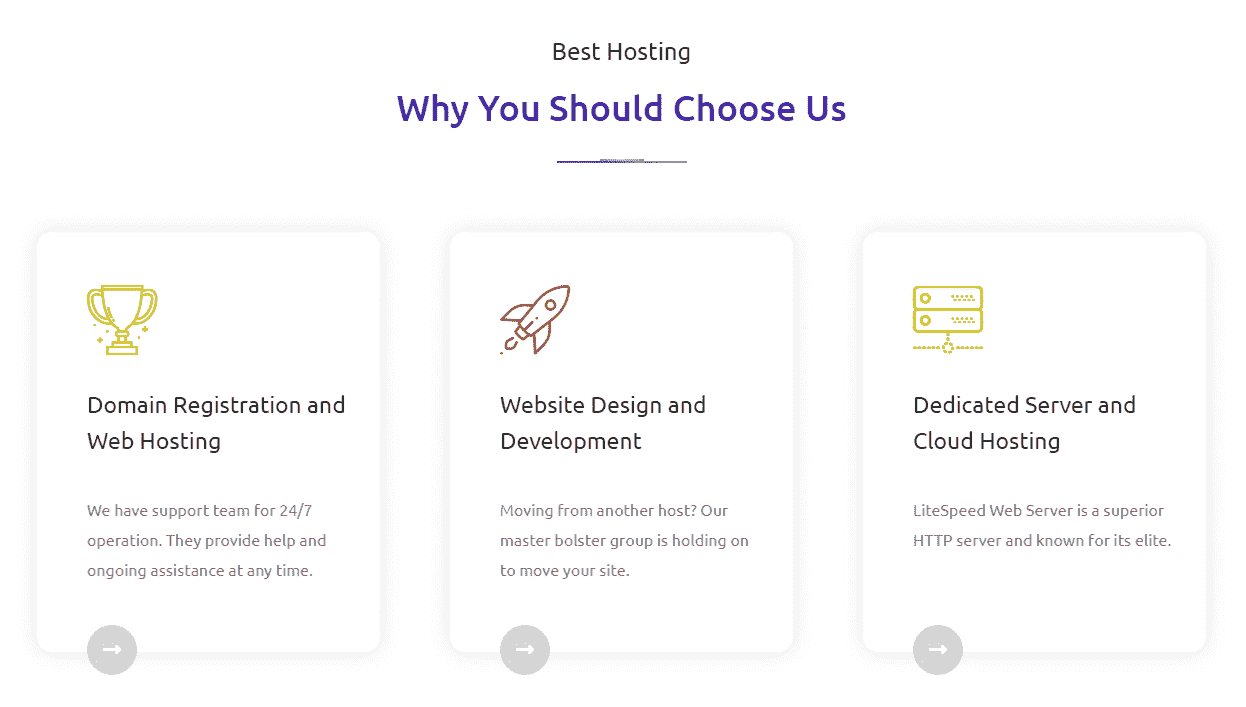 Best Hosting
Why You Should Choose Us
Domain Registration and
Web Hosting
We have support team for 24/7
operation. They provide help and
ongoing assistance at any time.
Website Design and
Development
Moving from another host? Our
master bolster group is holding on
to move your site.
Dedicated Server and
Cloud Hosting
LiteSpeed Web Server is a superior
HTTP server and known for its elite.